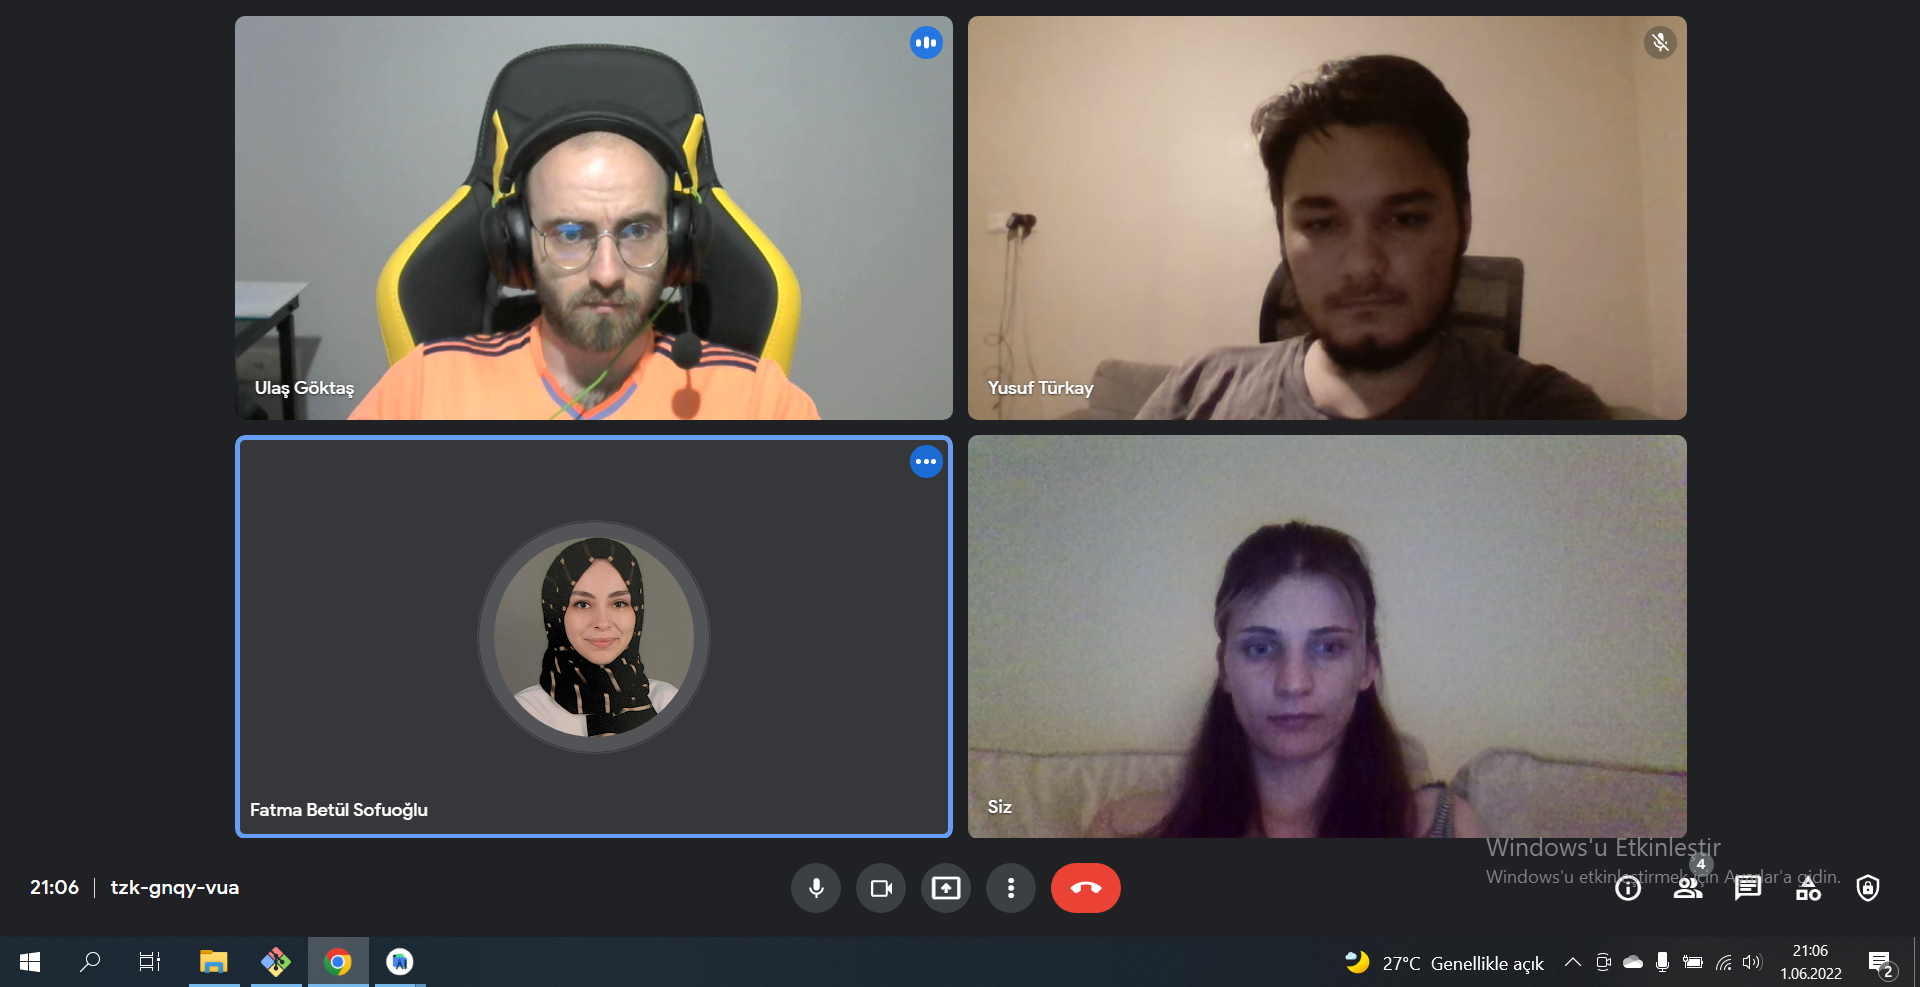 Ulaş Göktaş
Yusuf Türkay
Fatma Betül Sofuoğlu
Siz
Windows'u Etkinleştir
Windows'u etkinleştirmek için Ayarlar'a gidin.
4
21:06
tzk-gnqy-vua
27°C Genellikle açık
21:06
1.06.2022
2